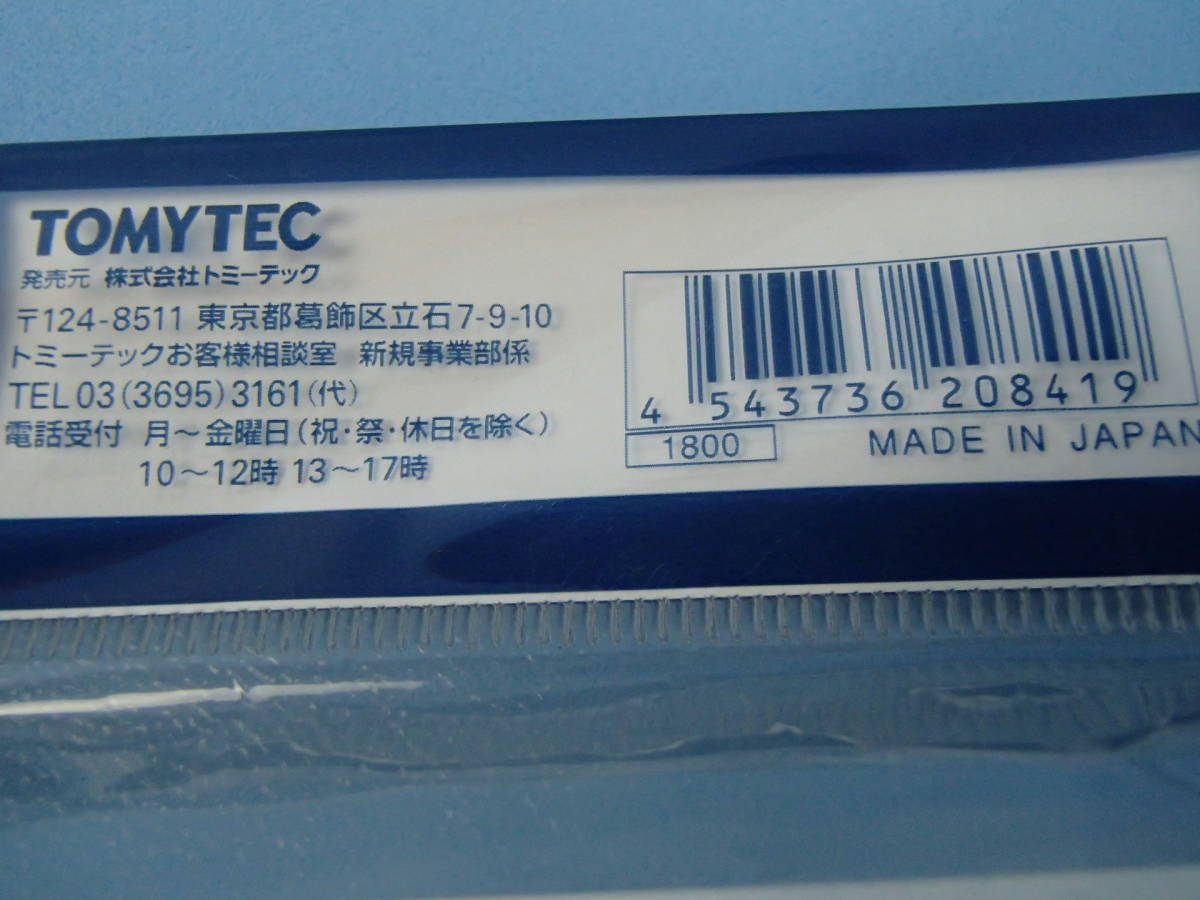 TOMYTEC
発売元 株式会社トミーテック
〒124-8511 東京都葛飾区立石7-9-10
トミーテックお客様相談室 新規事業部係
TEL 03(3695)3161(代)
電話受付 月～金曜日(祝・祭・休日を除く)
10～12時 13～17時
4 543736 208419
1800
MADE IN JAPAN